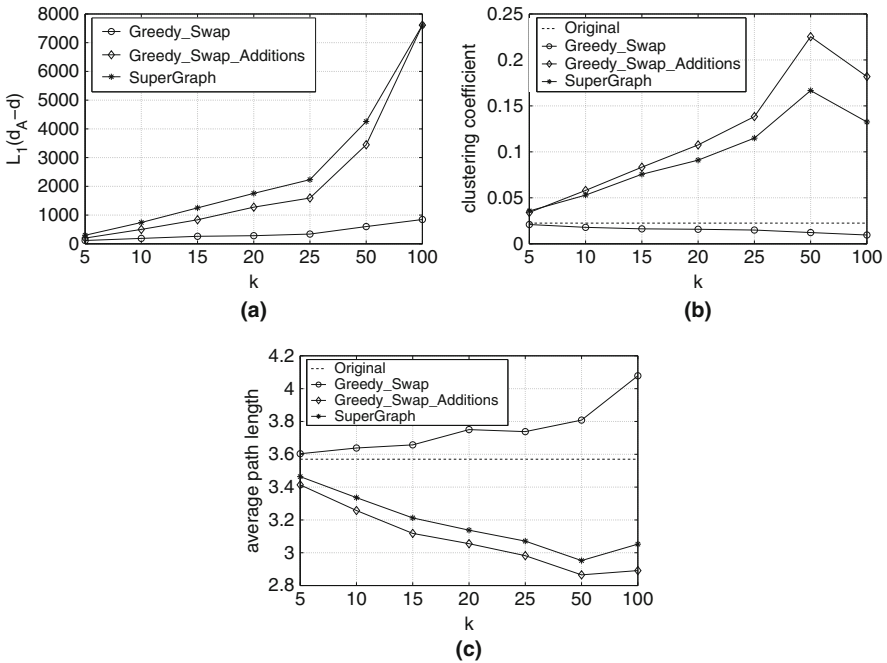 8000
7000
6000
5000
4000
3000
2000
1000
0
L1(dA−d)
Greedy_Swap
Greedy_Swap_Additions
SuperGraph
5 10 15 20 25 50 100
k
(a)
0.25
0.2
0.15
0.1
0.05
0
clustering coefficient
Original
Greedy_Swap
Greedy_Swap_Additions
SuperGraph
5 10 15 20 25 50 100
k
(b)
4.2
4
3.8
3.6
3.4
3.2
3
2.8
average path length
Original
Greedy_Swap
Greedy_Swap_Additions
SuperGraph
5 10 15 20 25 50 100
k
(c)